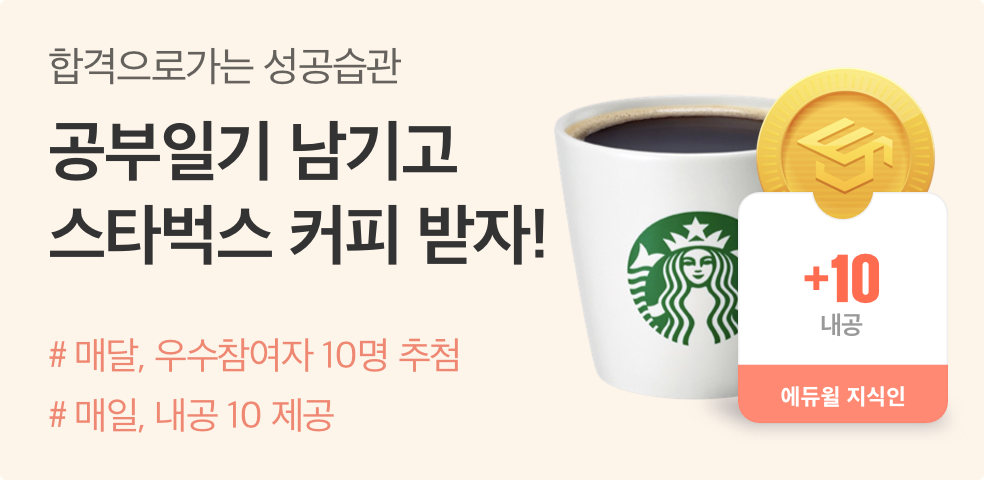 합격으로가는 성공습관
공부일기 남기고
스타벅스 커피 받자!
# 매달, 우수참여자 10명 추첨
# 매일, 내공 10 제공
+10
내공
에듀윌 지식인